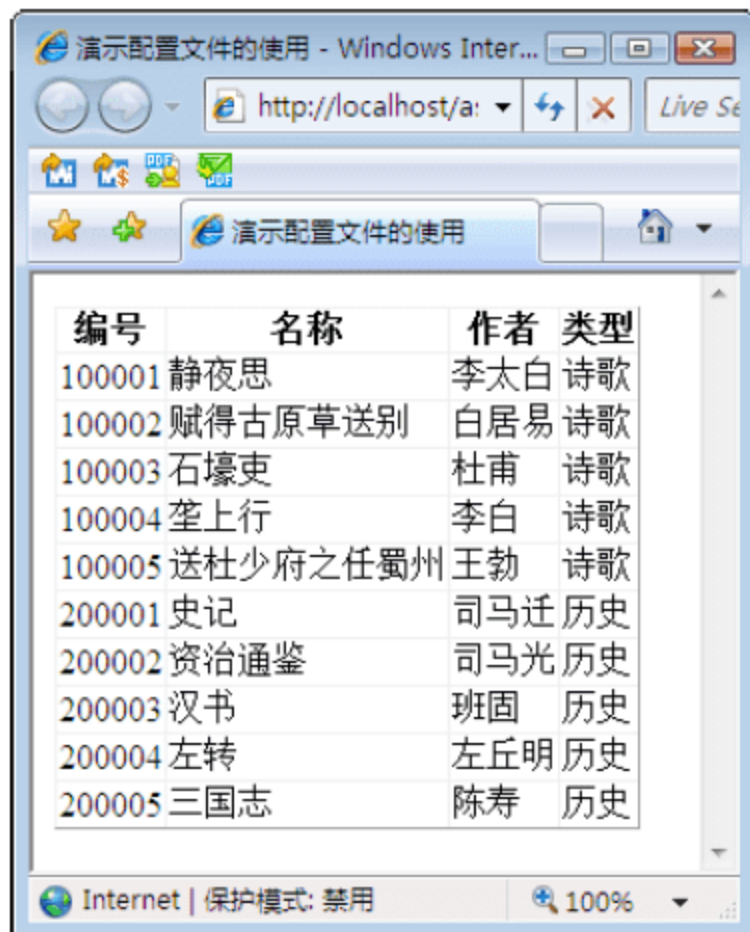 演示配置文件的使用 - Windows Inter...
http://localhost/a: Live Se
演示配置文件的使用
编号 名称 作者 类型
100001 静夜思 李太白 诗歌
100002 赋得古原草送别 白居易 诗歌
100003 石壕吏 杜甫 诗歌
100004 垄上行 李白 诗歌
100005 送杜少府之任蜀州 王勃 诗歌
200001 史记 司马迁 历史
200002 资治通鉴 司马光 历史
200003 汉书 班固 历史
200004 左转 左丘明 历史
200005 三国志 陈寿 历史
Internet | 保护模式: 禁用 100%